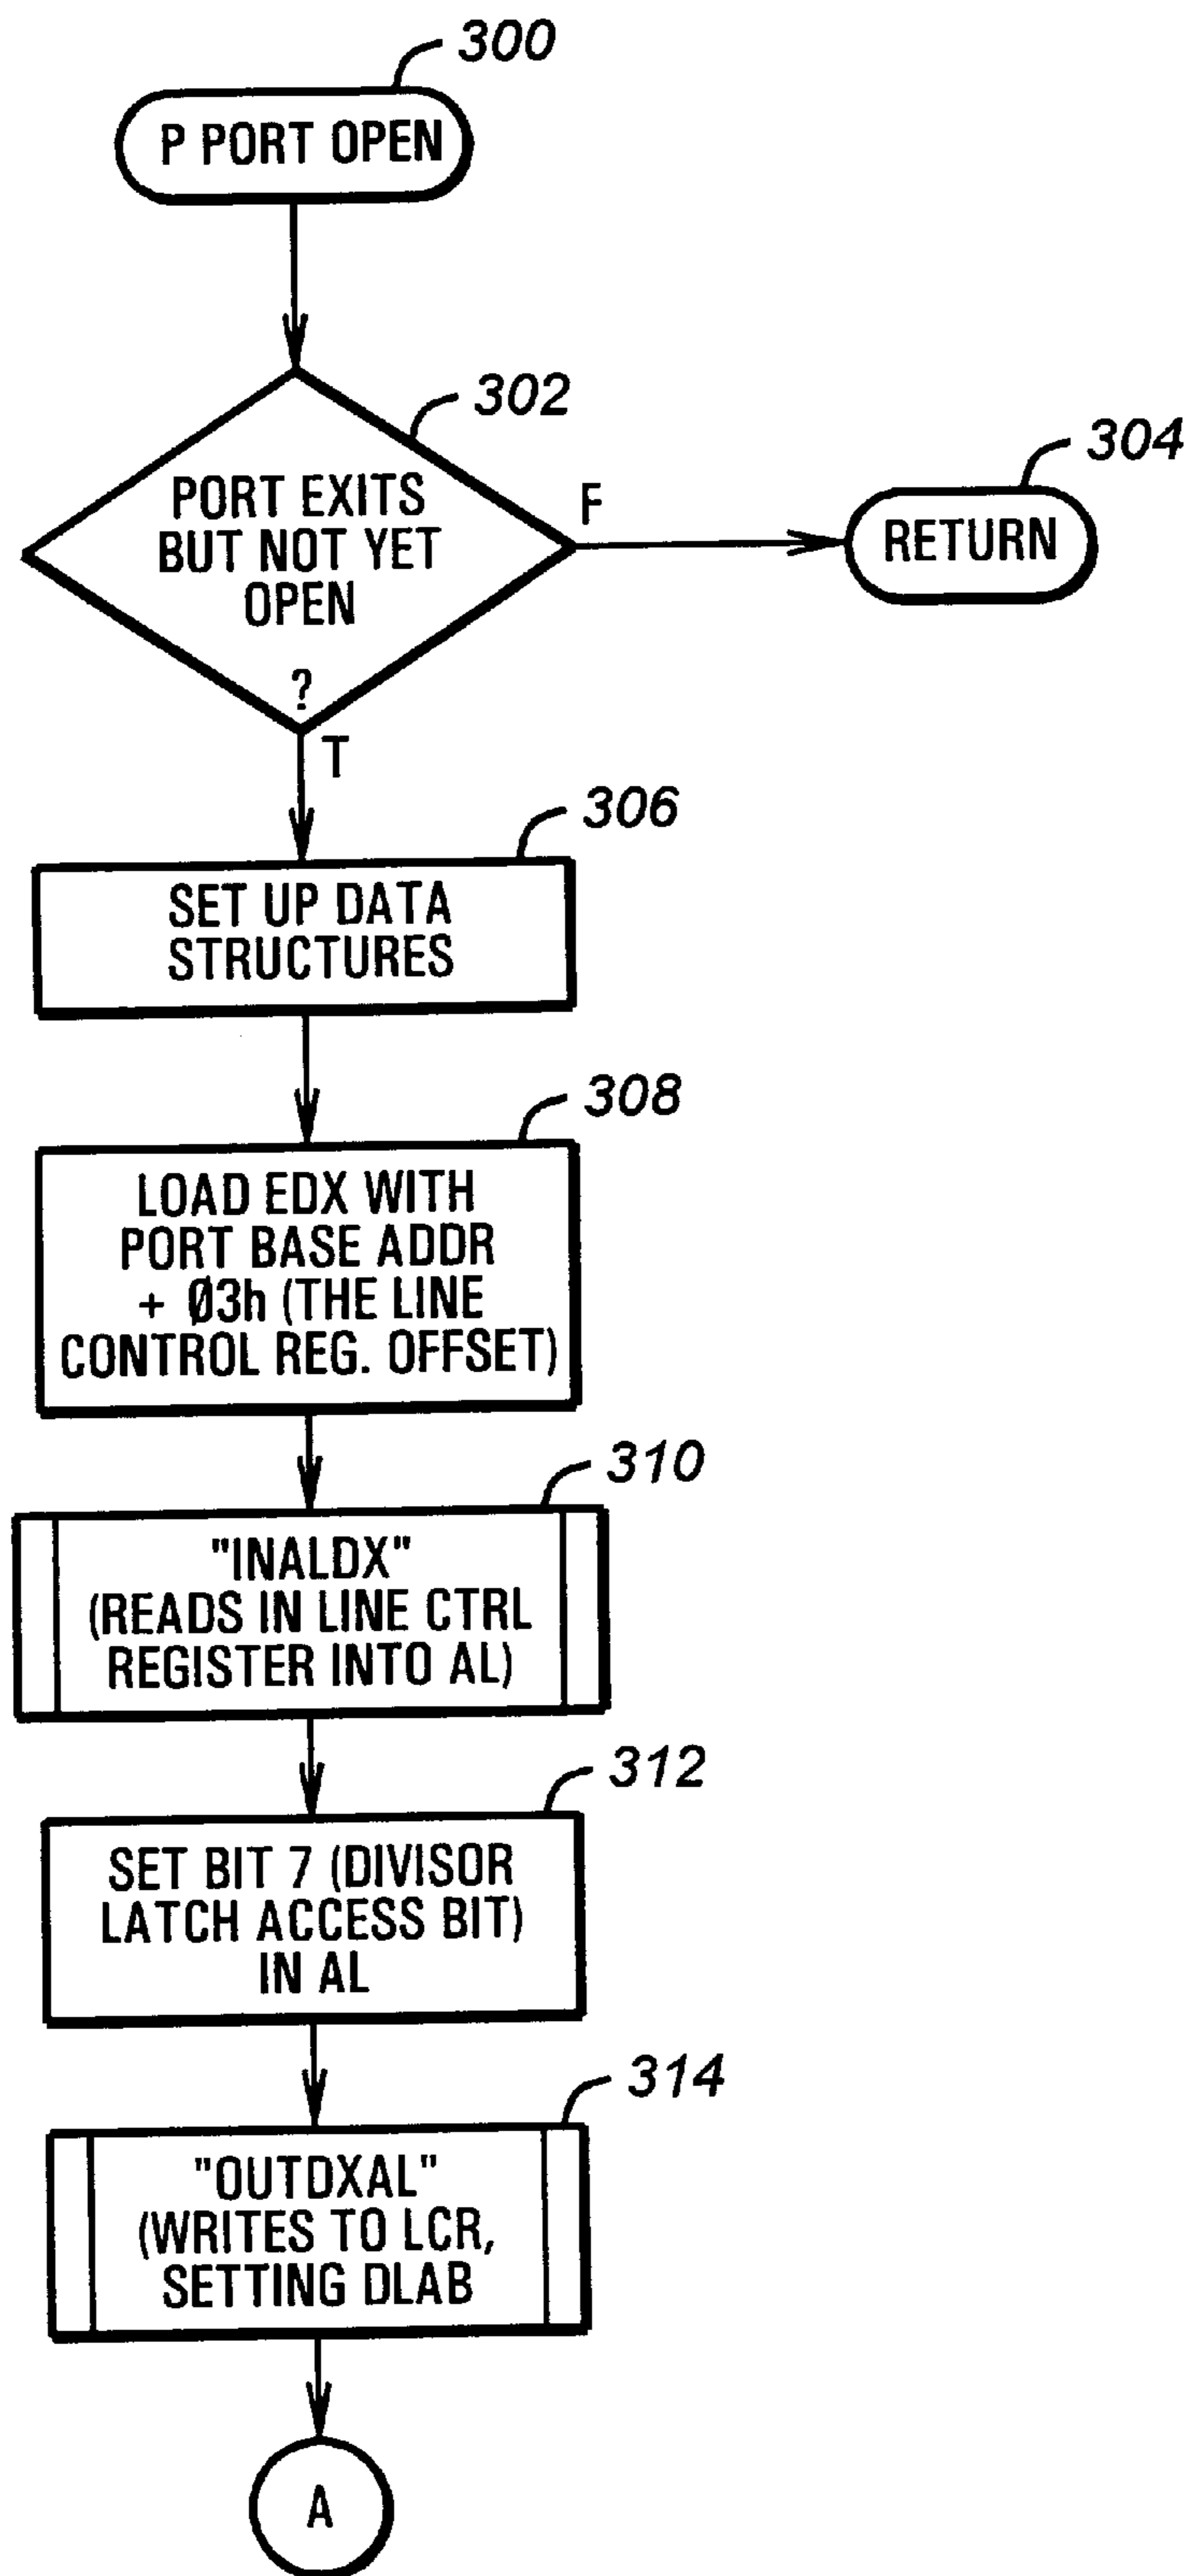 300
P PORT OPEN
302
PORT EXITS
BUT NOT YET
OPEN
?
F
304
RETURN
T
306
SET UP DATA
STRUCTURES
308
LOAD EDX WITH
PORT BASE ADDR
+ Ø3h (THE LINE
CONTROL REG. OFFSET)
310
"INALDX"
(READS IN LINE CTRL
REGISTER INTO AL)
312
SET BIT 7 (DIVISOR
LATCH ACCESS BIT)
IN AL
314
"OUTDXAL"
(WRITES TO LCR,
SETTING DLAB
A